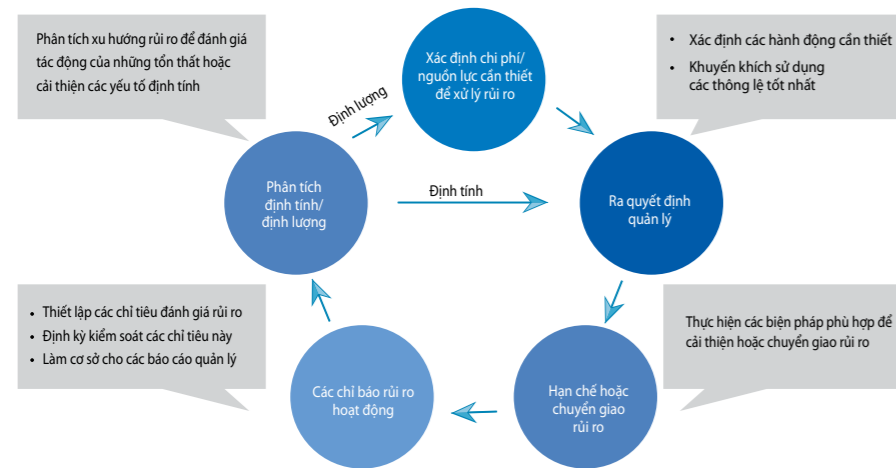 Phân tích xu hướng rủi ro để đánh giá
tác động của những tổn thất hoặc
cải thiện các yếu tố định tính
Xác định chi phí/
nguồn lực cần thiết
để xử lý rủi ro
• Xác định các hành động cần thiết
• Khuyến khích sử dụng
các thông lệ tốt nhất
Định lượng
Phân tích
định tính/
định lượng
Định tính
Ra quyết định
quản lý
• Thiết lập các chỉ tiêu đánh giá rủi ro
• Định kỳ kiểm soát các chỉ tiêu này
• Làm cơ sở cho các báo cáo quản lý
Các chỉ báo rủi ro
hoạt động
Hạn chế hoặc
chuyển giao
rủi ro
Thực hiện các biện pháp phù hợp để
cải thiện hoặc chuyển giao rủi ro